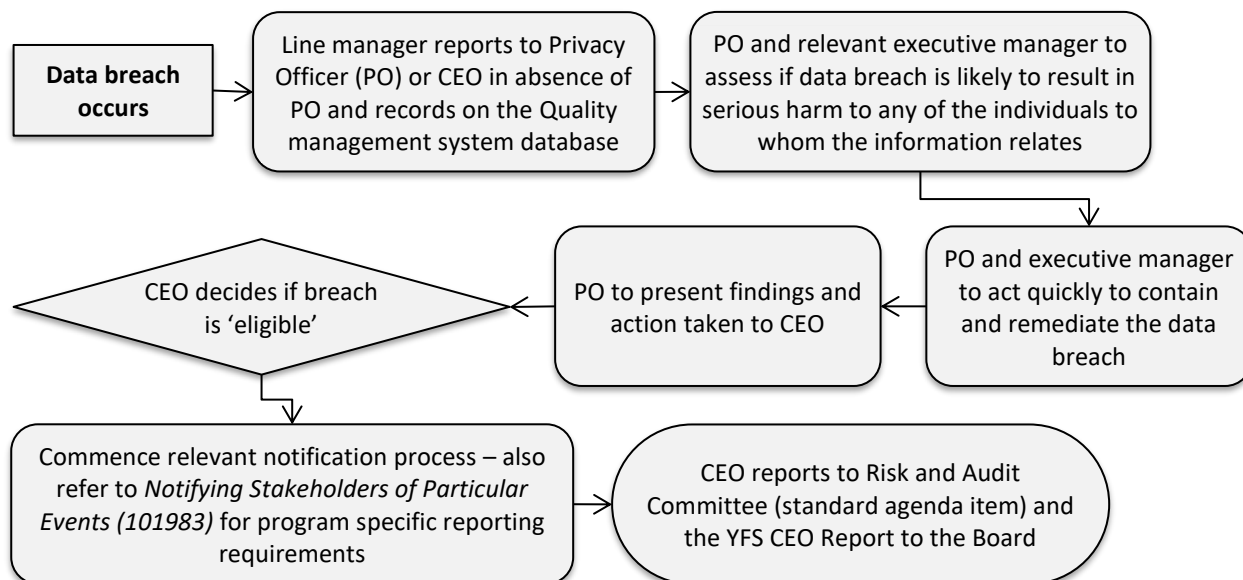 Data breach
occurs
Line manager reports to Privacy
Officer (PO) or CEO in absence of
PO and records on the Quality
management system database
PO and relevant executive manager to
assess if data breach is likely to result in
serious harm to any of the individuals to
whom the information relates
PO and executive manager
to act quickly to contain
and remediate the data
breach
PO to present findings and
action taken to CEO
CEO decides if breach
is ‘eligible’
Commence relevant notification process – also
refer to Notifying Stakeholders of Particular
Events (101983) for program specific reporting
requirements
CEO reports to Risk and Audit
Committee (standard agenda item) and
the YFS CEO Report to the Board